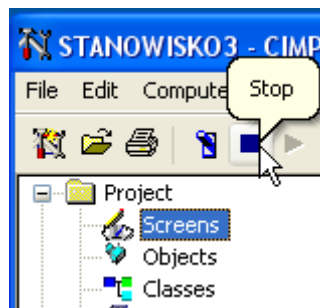 STANOWISKO3 - CIMP
File Edit Compute
Stop
Project
Screens
Objects
Classes